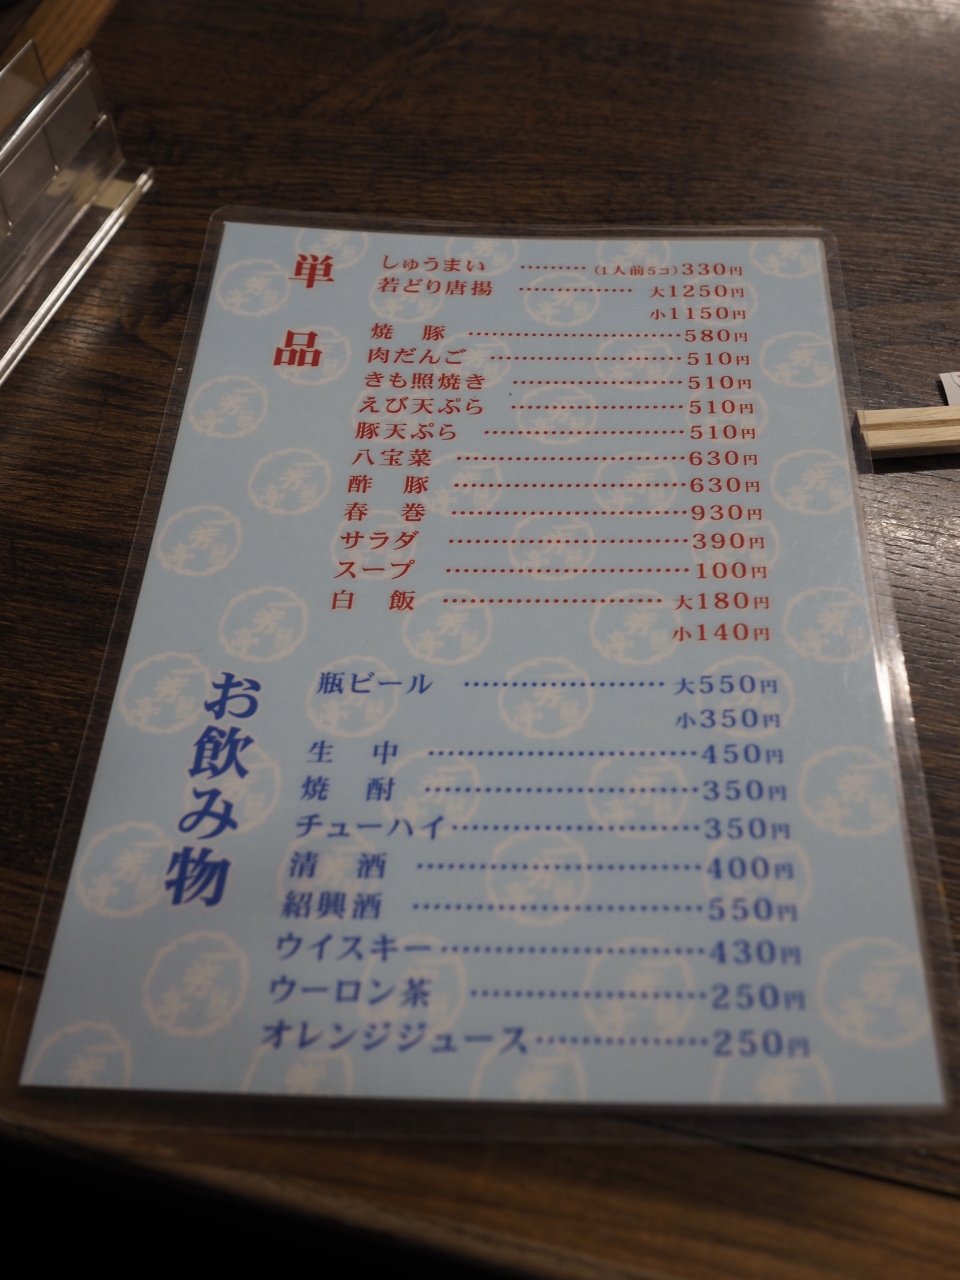 単品
しゅうまい ……… (1人前5コ)330円
若どり唐揚 …………… 大1250円
小1150円
焼 豚 …………………………580円
肉だんご ………………………510円
きも照焼き ……………………510円
えび天ぷら ……………………510円
豚天ぷら ………………………510円
八宝菜 …………………………630円
酢 豚 …………………………630円
春 巻 …………………………930円
サラダ …………………………390円
スープ …………………………100円
白 飯 ……………………… 大180円
小140円
お飲み物
瓶ビール …………………… 大550円
小350円
生 中 …………………………450円
焼 酎 …………………………350円
チューハイ………………………350円
清 酒 …………………………400円
紹興酒 …………………………550円
ウイスキー………………………430円
ウーロン茶 ……………………250円
オレンジジュース………………250円